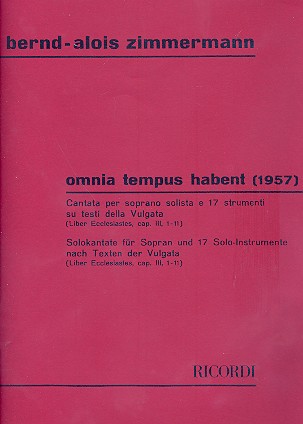 bernd-alois zimmermann
omnia tempus habent (1957)
Cantata per soprano solista e 17 strumenti
su testi della Vulgata
(Liber Ecclesiastes, cap. III, 1-11)
Solokantate für Sopran und 17 Solo-Instrumente
nach Texten der Vulgata
(Liber Ecclesiastes, cap. III, 1-11)
RICORDI